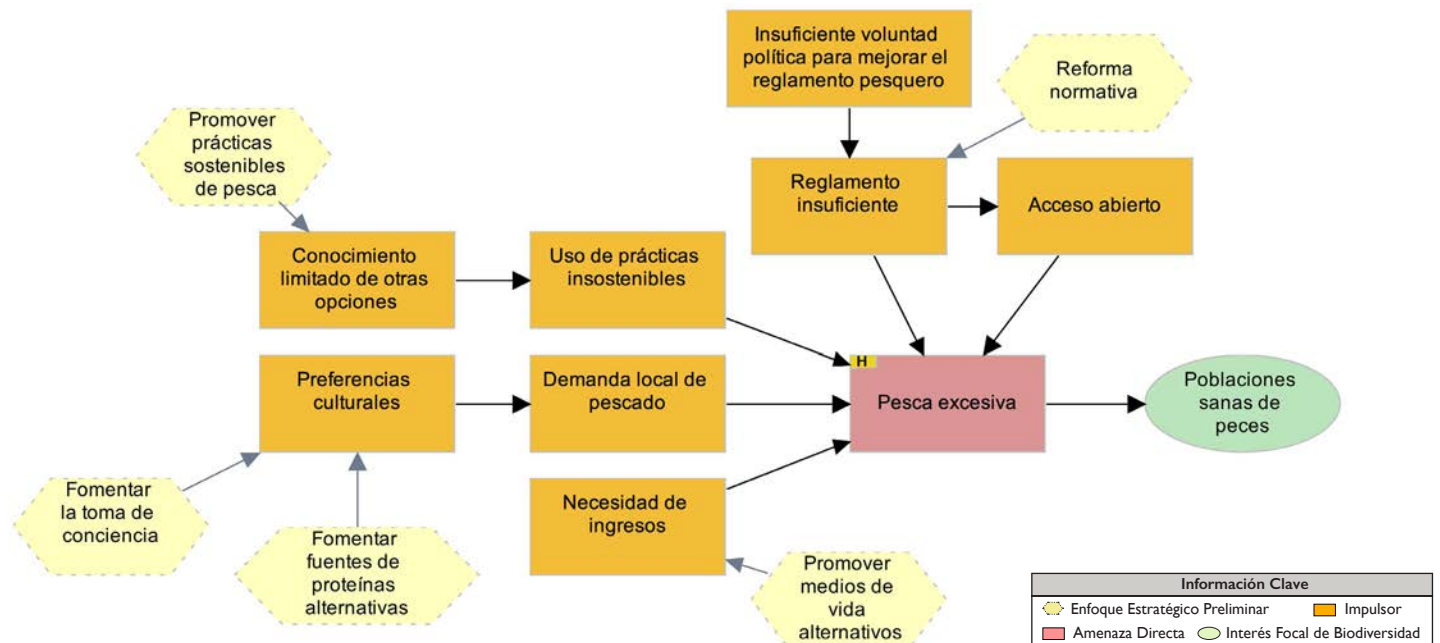 Insuficiente voluntad
política para mejorar el
reglamento pesquero
Reforma
normativa
Promover
prácticas
sostenibles
de pesca
Reglamento
insuficiente
Acceso abierto
Conocimiento
limitado de otras
opciones
Uso de prácticas
insostenibles
H
Preferencias
culturales
Demanda local de
pescado
Pesca excesiva
Poblaciones
sanas de
peces
Fomentar
la toma de
conciencia
Fomentar
fuentes de
proteínas
alternativas
Necesidad de
ingresos
Promover
medios de
vida
alternativos
Información Clave
Enfoque Estratégico Preliminar
Impulsor
Amenaza Directa
Interés Focal de Biodiversidad